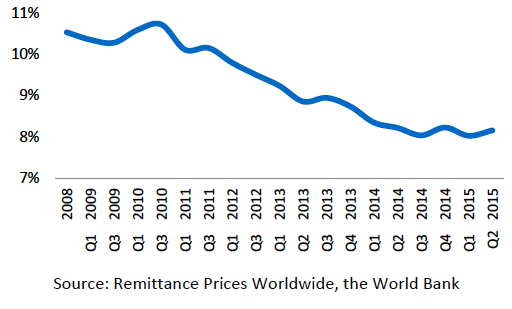 11%
10%
9%
8%
7%
2008
2009 Q1
2009 Q3
2010 Q1
2010 Q3
2011 Q1
2011 Q3
2012 Q1
2012 Q3
2013 Q1
2013 Q2
2013 Q3
2013 Q4
2014 Q1
2014 Q2
2014 Q3
2014 Q4
2015 Q1
2015 Q2
Source: Remittance Prices Worldwide, the World Bank